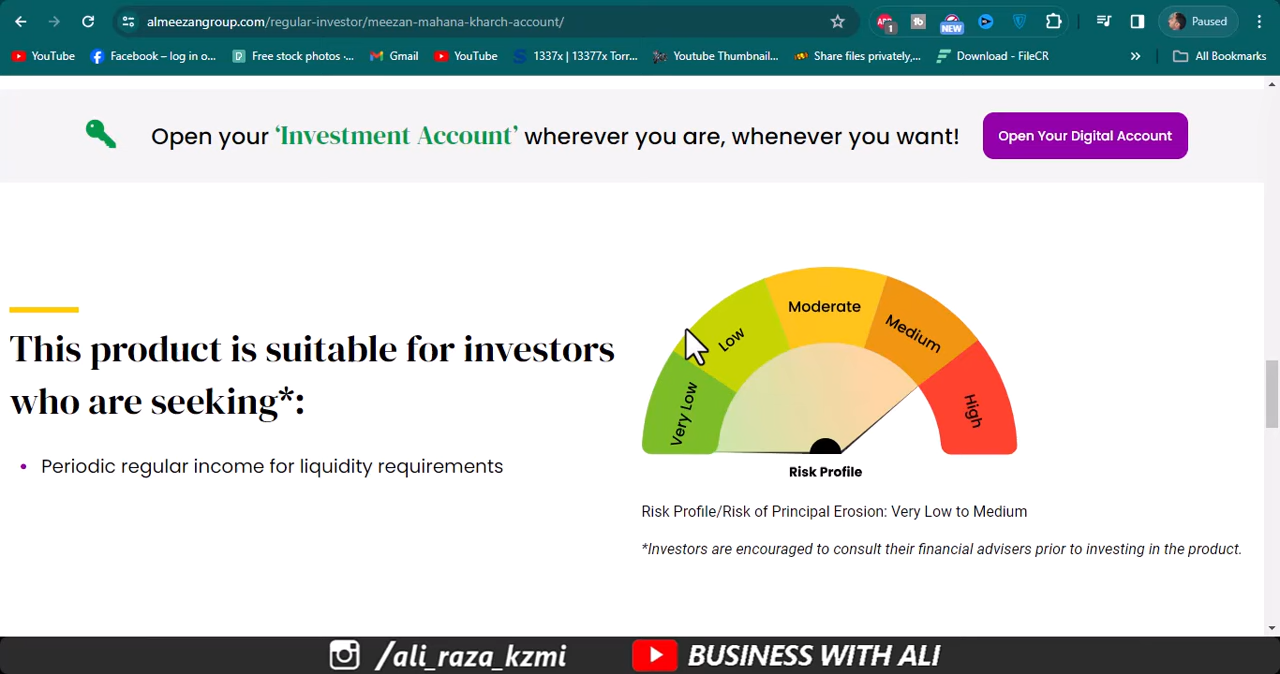 almeezangroup.com/regular-investor/meezan-mahana-kharch-account/
1
NEW
Paused
YouTube
Facebook – log in o...
Free stock photos ·...
Gmail
YouTube
1337x | 13377x Torr...
Youtube Thumbnail...
Share files privately,...
Download - FileCR
All Bookmarks
Open your ‘Investment Account’ wherever you are, whenever you want!
Open Your Digital Account
This product is suitable for investors
who are seeking*:
• Periodic regular income for liquidity requirements
Very Low
Low
Moderate
Medium
High
Risk Profile
Risk Profile/Risk of Principal Erosion: Very Low to Medium
*Investors are encouraged to consult their financial advisers prior to investing in the product.
/ali_raza_kzmi
BUSINESS WITH ALI